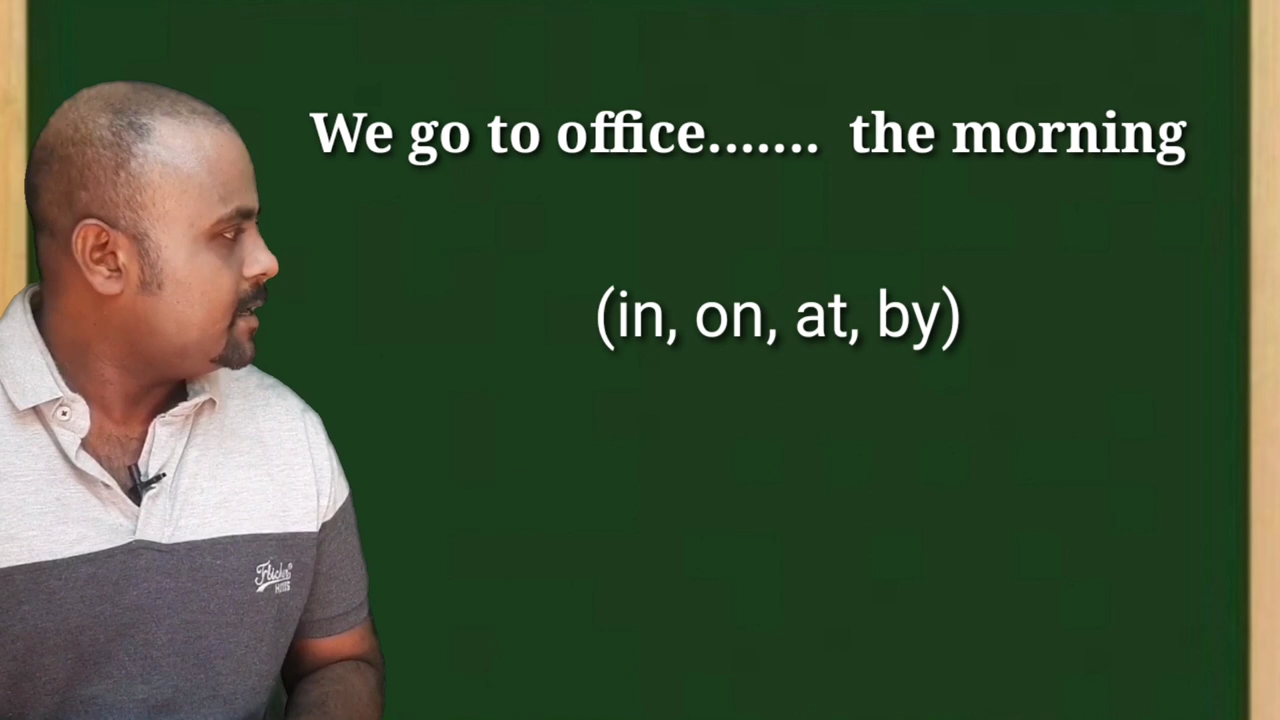 We go to office....... the morning
(in, on, at, by)